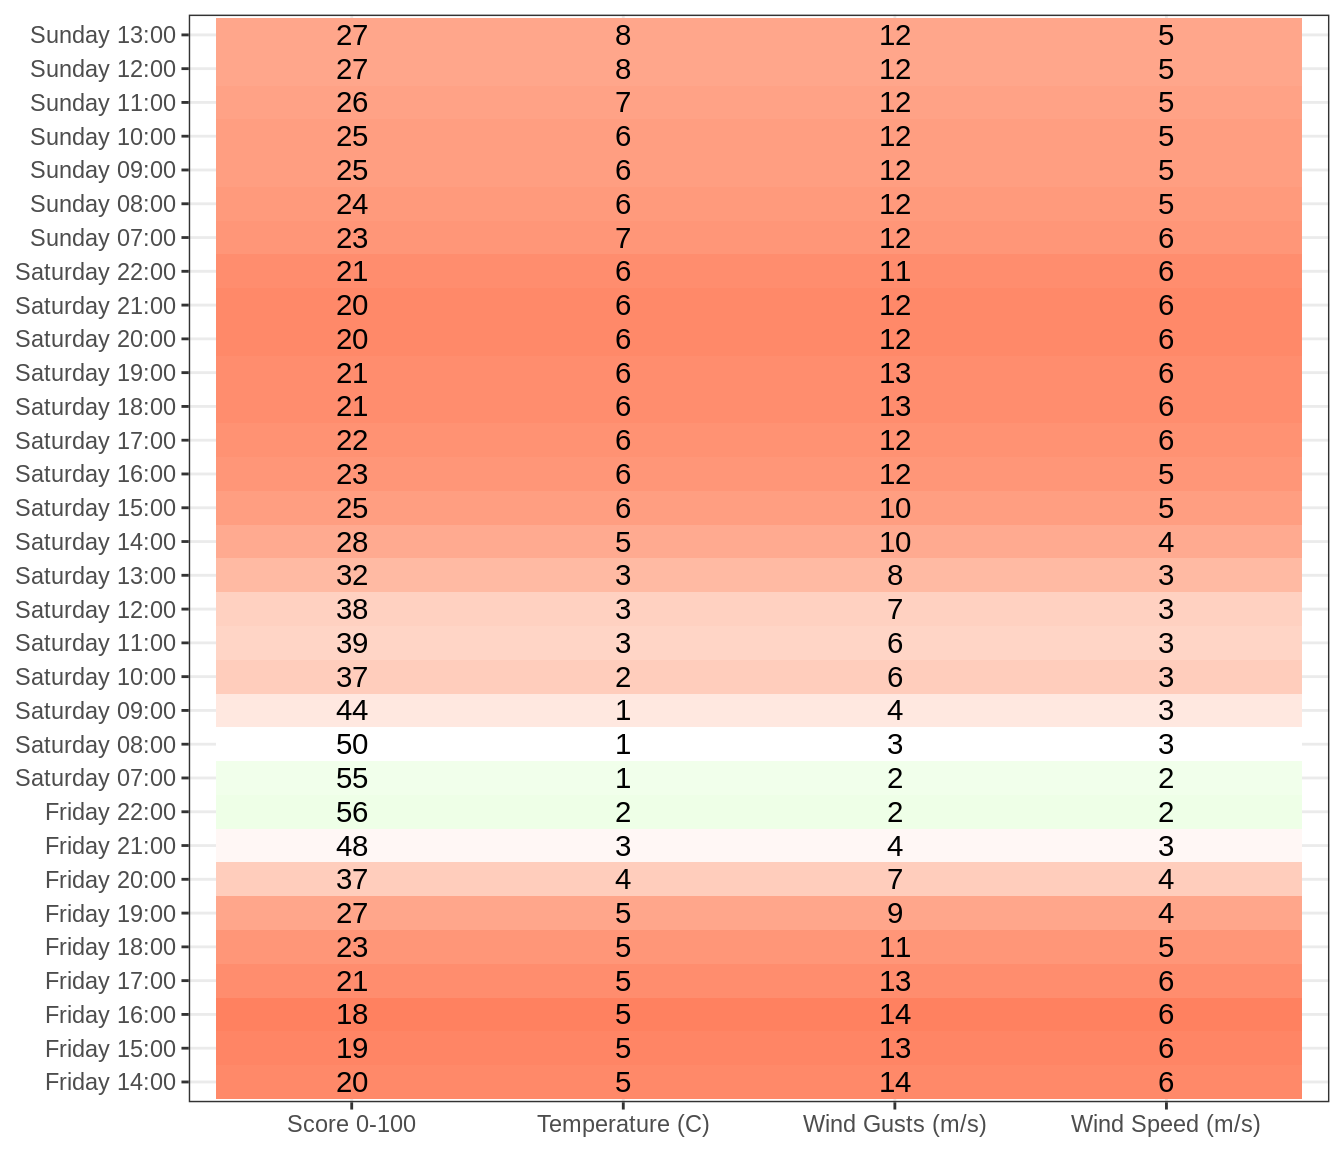 Sunday 13:00 27 8 12 5
Sunday 12:00 27 8 12 5
Sunday 11:00 26 7 12 5
Sunday 10:00 25 6 12 5
Sunday 09:00 25 6 12 5
Sunday 08:00 24 6 12 5
Sunday 07:00 23 7 12 6
Saturday 22:00 21 6 11 6
Saturday 21:00 20 6 12 6
Saturday 20:00 20 6 12 6
Saturday 19:00 21 6 13 6
Saturday 18:00 21 6 13 6
Saturday 17:00 22 6 12 6
Saturday 16:00 23 6 12 5
Saturday 15:00 25 6 10 5
Saturday 14:00 28 5 10 4
Saturday 13:00 32 3 8 3
Saturday 12:00 38 3 7 3
Saturday 11:00 39 3 6 3
Saturday 10:00 37 2 6 3
Saturday 09:00 44 1 4 3
Saturday 08:00 50 1 3 3
Saturday 07:00 55 1 2 2
Friday 22:00 56 2 2 2
Friday 21:00 48 3 4 3
Friday 20:00 37 4 7 4
Friday 19:00 27 5 9 4
Friday 18:00 23 5 11 5
Friday 17:00 21 5 13 6
Friday 16:00 18 5 14 6
Friday 15:00 19 5 13 6
Friday 14:00 20 5 14 6
Score 0-100 Temperature (C) Wind Gusts (m/s) Wind Speed (m/s)